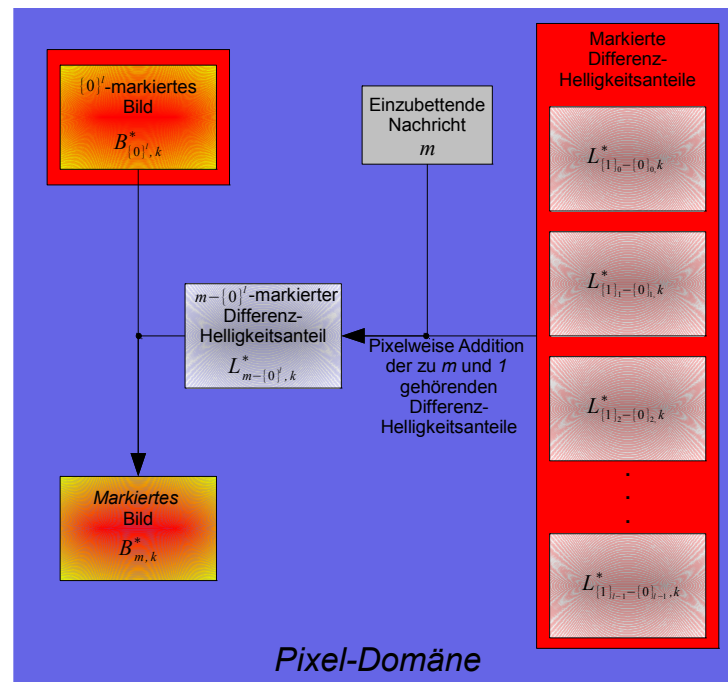 {0}^l-markiertes
Bild
B*_{{0}^l, k}
Einzubettende
Nachricht
m
Markierte
Differenz-
Helligkeitsanteile
L*_{{1}_0−{0}_0, k}
L*_{{1}_1−{0}_1, k}
L*_{{1}_2−{0}_2, k}
.
.
.
L*_{{1}_{l−1}−{0}_{l−1}, k}
m−{0}^l-markierter
Differenz-
Helligkeitsanteil
L*_{m−{0}^l, k}
Pixelweise Addition
der zu m und 1
gehörenden
Differenz-
Helligkeitsanteile
Markiertes
Bild
B*_{m, k}
Pixel-Domäne